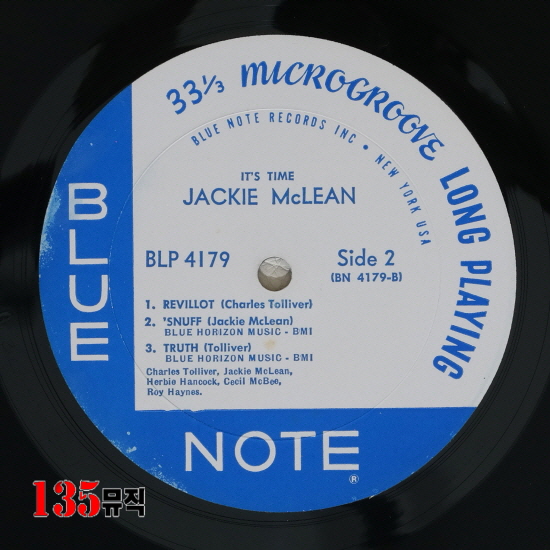 33⅓ MICROGROOVE LONG PLAYING
BLUE NOTE RECORDS INC • NEW YORK USA
IT'S TIME
JACKIE McLEAN
BLP 4179
Side 2
(BN 4179-B)
1. REVILLOT (Charles Tolliver)
2. 'SNUFF (Jackie McLean)
BLUE HORIZON MUSIC - BMI
3. TRUTH (Tolliver)
BLUE HORIZON MUSIC - BMI
Charles Tolliver, Jackie McLean,
Herbie Hancock, Cecil McBee,
Roy Haynes.
BLUE
NOTE®
135뮤직